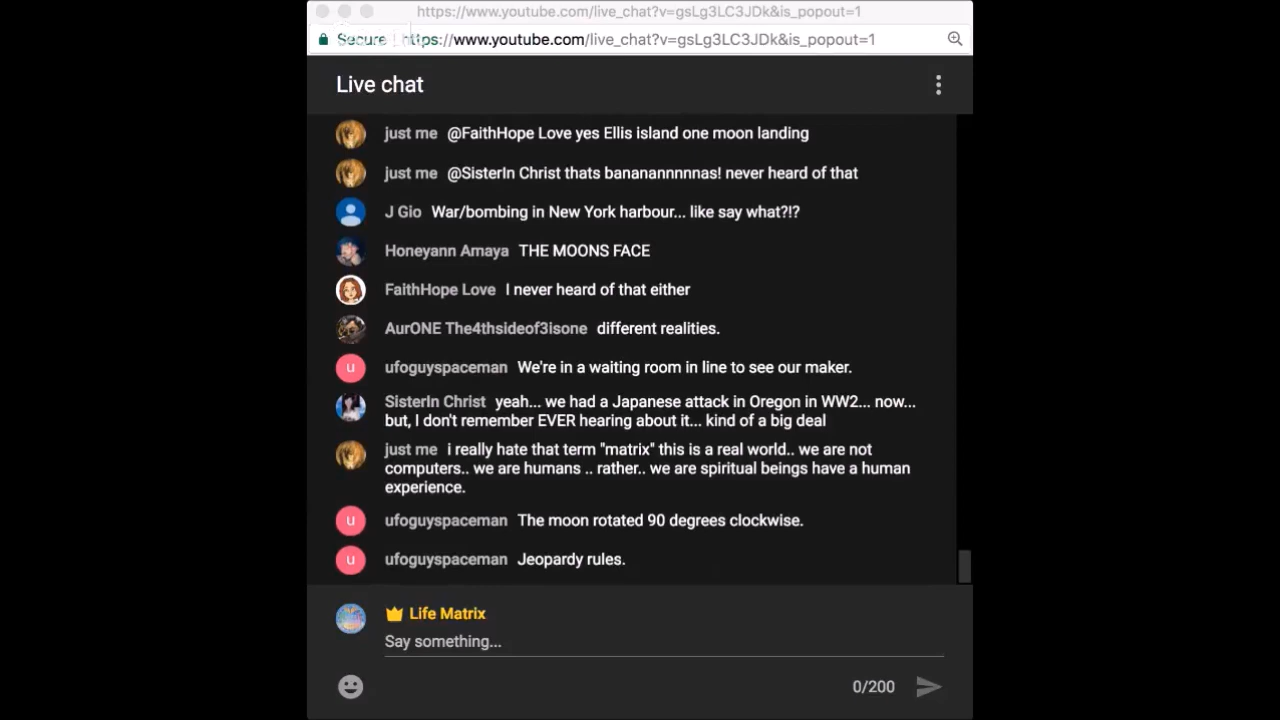 https://www.youtube.com/live_chat?v=gsLg3LC3JDk&is_popout=1
Secure https://www.youtube.com/live_chat?v=gsLg3LC3JDk&is_popout=1
Live chat
just me @FaithHope Love yes Ellis island one moon landing
just me @SisterIn Christ thats banananннnas! never heard of that
J Gio War/bombing in New York harbour... like say what?!?
Honeyann Amaya THE MOONS FACE
FaithHope Love I never heard of that either
AurONE The4thsideof3isone different realities.
u ufoguyspaceman We're in a waiting room in line to see our maker.
SisterIn Christ yeah... we had a Japanese attack in Oregon in WW2... now...
but, I don't remember EVER hearing about it... kind of a big deal
just me i really hate that term "matrix" this is a real world.. we are not
computers.. we are humans .. rather.. we are spiritual beings have a human
experience.
u ufoguyspaceman The moon rotated 90 degrees clockwise.
u ufoguyspaceman Jeopardy rules.
Life Matrix
Say something...
0/200